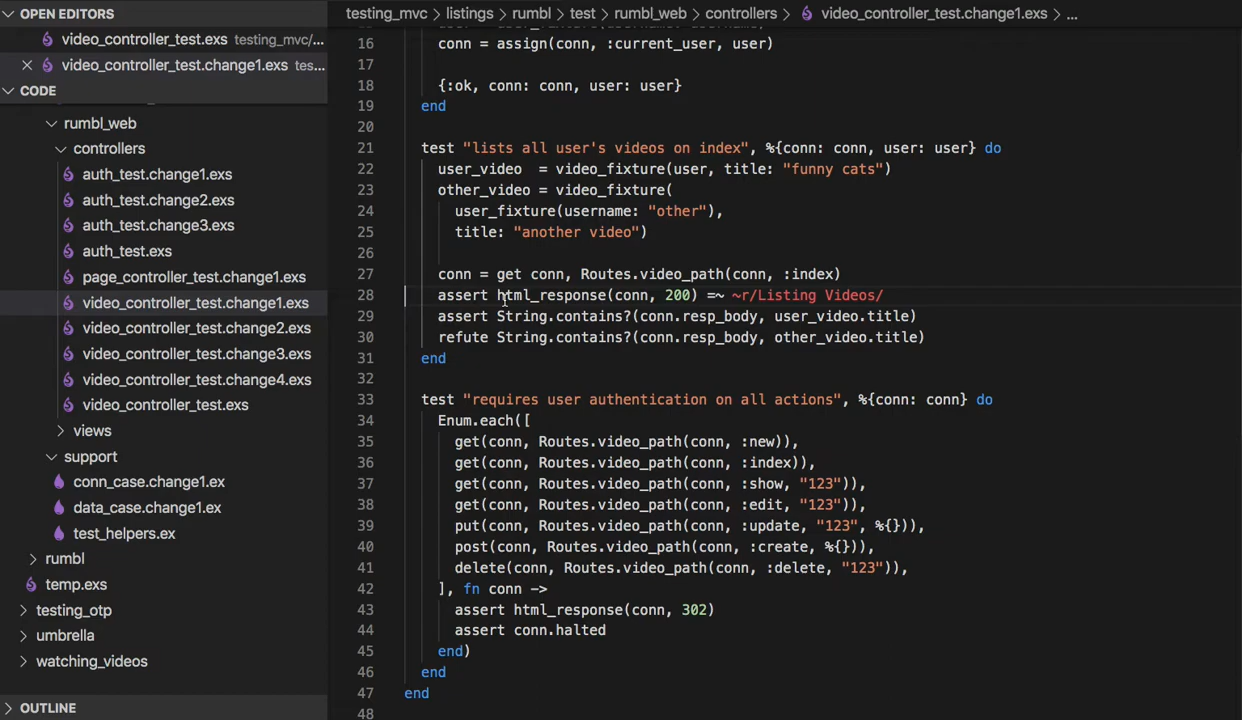 OPEN EDITORS
video_controller_test.exs testing_mvc/...
video_controller_test.change1.exs tes...
CODE
rumbl_web
controllers
auth_test.change1.exs
auth_test.change2.exs
auth_test.change3.exs
auth_test.exs
page_controller_test.change1.exs
video_controller_test.change1.exs
video_controller_test.change2.exs
video_controller_test.change3.exs
video_controller_test.change4.exs
video_controller_test.exs
views
support
conn_case.change1.ex
data_case.change1.ex
test_helpers.ex
rumbl
temp.exs
testing_otp
umbrella
watching_videos
OUTLINE
testing_mvc > listings > rumbl > test > rumbl_web > controllers > video_controller_test.change1.exs > ...
16 conn = assign(conn, :current_user, user)
17
18 {:ok, conn: conn, user: user}
19 end
20
21 test "lists all user's videos on index", %{conn: conn, user: user} do
22 user_video  = video_fixture(user, title: "funny cats")
23 other_video = video_fixture(
24 user_fixture(username: "other"),
25 title: "another video")
26
27 conn = get conn, Routes.video_path(conn, :index)
28 assert html_response(conn, 200) =~ ~r/Listing Videos/
29 assert String.contains?(conn.resp_body, user_video.title)
30 refute String.contains?(conn.resp_body, other_video.title)
31 end
32
33 test "requires user authentication on all actions", %{conn: conn} do
34 Enum.each([
35 get(conn, Routes.video_path(conn, :new)),
36 get(conn, Routes.video_path(conn, :index)),
37 get(conn, Routes.video_path(conn, :show, "123")),
38 get(conn, Routes.video_path(conn, :edit, "123")),
39 put(conn, Routes.video_path(conn, :update, "123", %{})),
40 post(conn, Routes.video_path(conn, :create, %{})),
41 delete(conn, Routes.video_path(conn, :delete, "123")),
42 ], fn conn ->
43 assert html_response(conn, 302)
44 assert conn.halted
45 end)
46 end
47 end
48